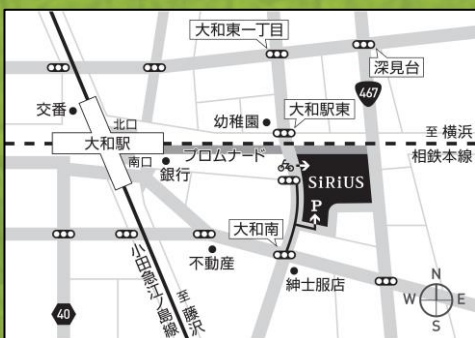 大和東一丁目
深見台
467
交番
北口
幼稚園
大和駅東
至 横浜
大和駅
相鉄本線
南口
プロムナード
銀行
SiRiUS
P
大和南
不動産
紳士服店
小田急江ノ島線
至 藤沢
40
N
W E
S